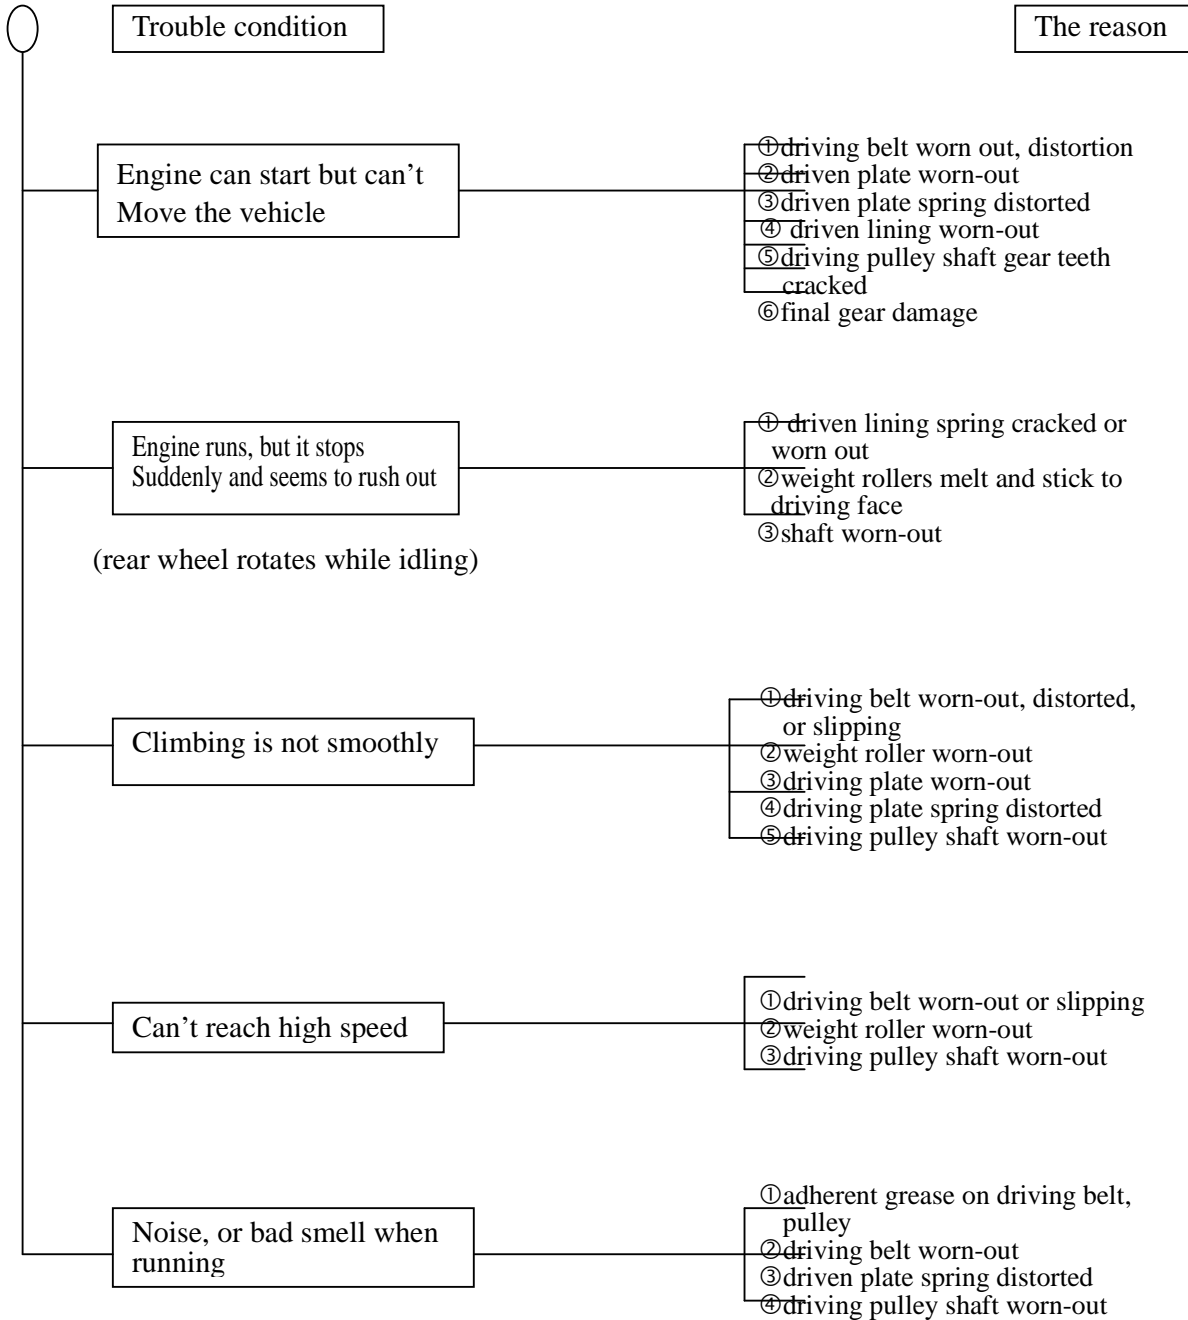 Trouble condition
The reason
Engine can start but can’t
Move the vehicle
①driving belt worn out, distortion
②driven plate worn-out
③driven plate spring distorted
④ driven lining worn-out
⑤driving pulley shaft gear teeth
cracked
⑥final gear damage
Engine runs, but it stops
Suddenly and seems to rush out
(rear wheel rotates while idling)
① driven lining spring cracked or
worn out
②weight rollers melt and stick to
driving face
③shaft worn-out
Climbing is not smoothly
①driving belt worn-out, distorted,
or slipping
②weight roller worn-out
③driving plate worn-out
④driving plate spring distorted
⑤driving pulley shaft worn-out
Can’t reach high speed
①driving belt worn-out or slipping
②weight roller worn-out
③driving pulley shaft worn-out
Noise, or bad smell when
running
①adherent grease on driving belt,
pulley
②driving belt worn-out
③driven plate spring distorted
④driving pulley shaft worn-out